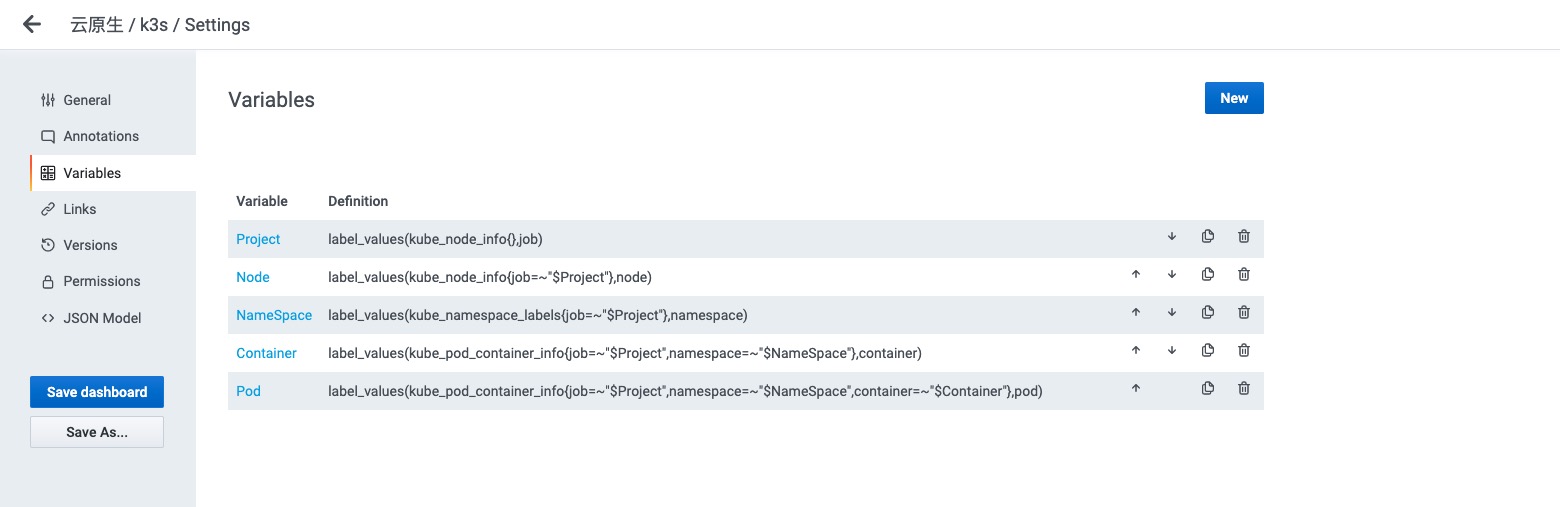 云原生 / k3s / Settings
General
Annotations
Variables
Links
Versions
Permissions
JSON Model
Save dashboard
Save As...
Variables
New
Variable Definition
Project label_values(kube_node_info{},job)
Node label_values(kube_node_info{job=~"$Project"},node)
NameSpace label_values(kube_namespace_labels{job=~"$Project"},namespace)
Container label_values(kube_pod_container_info{job=~"$Project",namespace=~"$NameSpace"},container)
Pod label_values(kube_pod_container_info{job=~"$Project",namespace=~"$NameSpace",container=~"$Container"},pod)